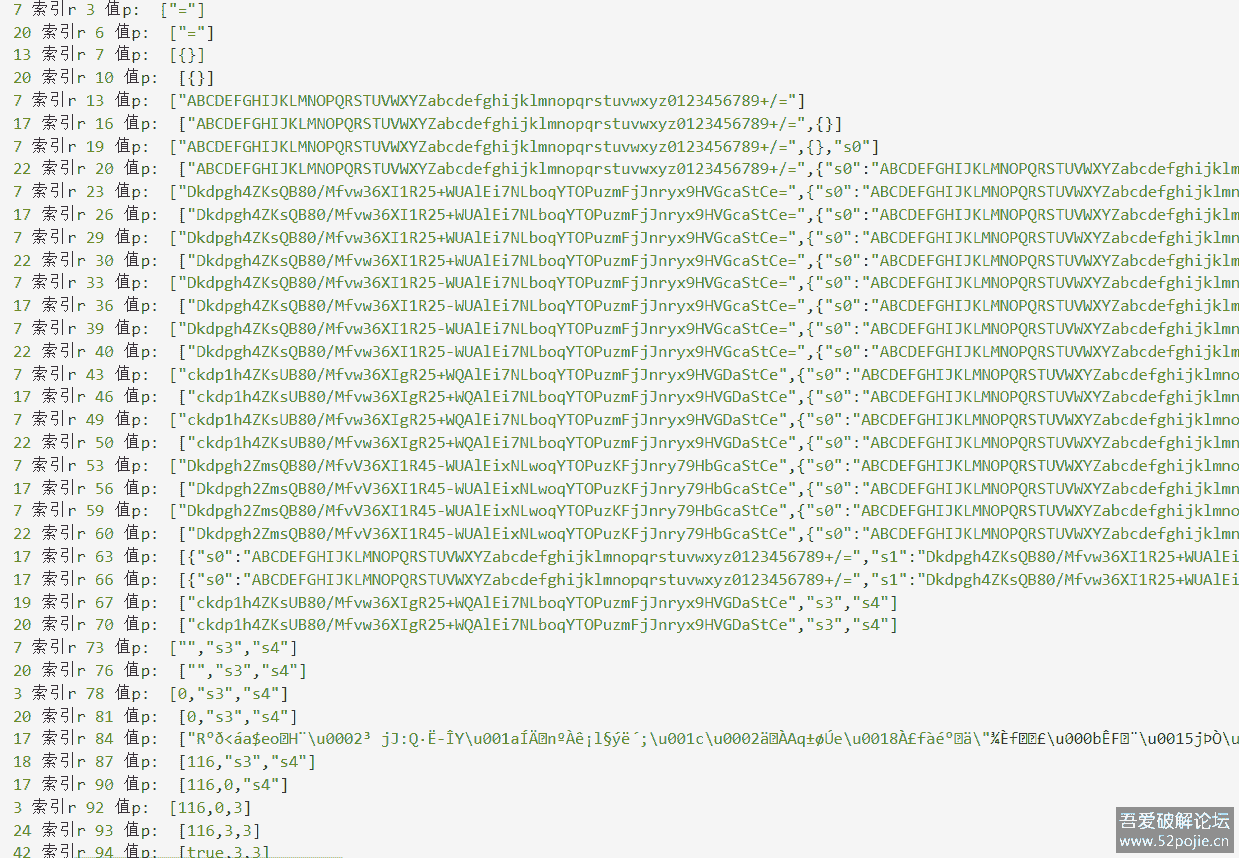 7 索引r 3 值p: ["="]
20 索引r 6 值p: ["="]
13 索引r 7 值p: [{}]
20 索引r 10 值p: [{}]
7 索引r 13 值p: ["ABCDEFGHIJKLMNOPQRSTUVWXYZabcdefghijklmnopqrstuvwxyz0123456789+/="]
17 索引r 16 值p: ["ABCDEFGHIJKLMNOPQRSTUVWXYZabcdefghijklmnopqrstuvwxyz0123456789+/=",{}]
7 索引r 19 值p: ["ABCDEFGHIJKLMNOPQRSTUVWXYZabcdefghijklmnopqrstuvwxyz0123456789+/=",{},"s0"]
22 索引r 20 值p: ["ABCDEFGHIJKLMNOPQRSTUVWXYZabcdefghijklmnopqrstuvwxyz0123456789+/=",{"s0":"ABCDEFGHIJKLMNOPQRSTUVWXYZabcdefghijklm
7 索引r 23 值p: ["Dkdpgh4ZKsQB80/Mfvw36XI1R25+WUAlEi7NLboqYTOPuzmFjJnryx9HVGcaStCe=",{"s0":"ABCDEFGHIJKLMNOPQRSTUVWXYZabcdefghijklmn
17 索引r 26 值p: ["Dkdpgh4ZKsQB80/Mfvw36XI1R25+WUAlEi7NLboqYTOPuzmFjJnryx9HVGcaStCe=",{"s0":"ABCDEFGHIJKLMNOPQRSTUVWXYZabcdefghijklm
7 索引r 29 值p: ["Dkdpgh4ZKsQB80/Mfvw36XI1R25+WUAlEi7NLboqYTOPuzmFjJnryx9HVGcaStCe=",{"s0":"ABCDEFGHIJKLMNOPQRSTUVWXYZabcdefghijklmn
22 索引r 30 值p: ["Dkdpgh4ZKsQB80/Mfvw36XI1R25+WUAlEi7NLboqYTOPuzmFjJnryx9HVGcaStCe=",{"s0":"ABCDEFGHIJKLMNOPQRSTUVWXYZabcdefghijklm
7 索引r 33 值p: ["Dkdpgh4ZKsQB80/Mfvw36XI1R25-WUAlEi7NLboqYTOPuzmFjJnryx9HVGcaStCe=",{"s0":"ABCDEFGHIJKLMNOPQRSTUVWXYZabcdefghijklmn
17 索引r 36 值p: ["Dkdpgh4ZKsQB80/Mfvw36XI1R25-WUAlEi7NLboqYTOPuzmFjJnryx9HVGcaStCe=",{"s0":"ABCDEFGHIJKLMNOPQRSTUVWXYZabcdefghijklm
7 索引r 39 值p: ["Dkdpgh4ZKsQB80/Mfvw36XI1R25-WUAlEi7NLboqYTOPuzmFjJnryx9HVGcaStCe=",{"s0":"ABCDEFGHIJKLMNOPQRSTUVWXYZabcdefghijklmn
22 索引r 40 值p: ["Dkdpgh4ZKsQB80/Mfvw36XI1R25-WUAlEi7NLboqYTOPuzmFjJnryx9HVGcaStCe=",{"s0":"ABCDEFGHIJKLMNOPQRSTUVWXYZabcdefghijklm
7 索引r 43 值p: ["ckdp1h4ZKsUB80/Mfvw36XIgR25+WQAlEi7NLboqYTOPuzmFjJnryx9HVGDaStCe",{"s0":"ABCDEFGHIJKLMNOPQRSTUVWXYZabcdefghijklmno
17 索引r 46 值p: ["ckdp1h4ZKsUB80/Mfvw36XIgR25+WQAlEi7NLboqYTOPuzmFjJnryx9HVGDaStCe",{"s0":"ABCDEFGHIJKLMNOPQRSTUVWXYZabcdefghijklmn
7 索引r 49 值p: ["ckdp1h4ZKsUB80/Mfvw36XIgR25+WQAlEi7NLboqYTOPuzmFjJnryx9HVGDaStCe",{"s0":"ABCDEFGHIJKLMNOPQRSTUVWXYZabcdefghijklmno
22 索引r 50 值p: ["ckdp1h4ZKsUB80/Mfvw36XIgR25+WQAlEi7NLboqYTOPuzmFjJnryx9HVGDaStCe",{"s0":"ABCDEFGHIJKLMNOPQRSTUVWXYZabcdefghijklmn
7 索引r 53 值p: ["Dkdpgh2ZmsQB80/MfvV36XI1R45-WUAlEixNLwoqYTOPuzKFjJnry79HbGcaStCe",{"s0":"ABCDEFGHIJKLMNOPQRSTUVWXYZabcdefghijklmno
17 索引r 56 值p: ["Dkdpgh2ZmsQB80/MfvV36XI1R45-WUAlEixNLwoqYTOPuzKFjJnry79HbGcaStCe",{"s0":"ABCDEFGHIJKLMNOPQRSTUVWXYZabcdefghijklmn
7 索引r 59 值p: ["Dkdpgh2ZmsQB80/MfvV36XI1R45-WUAlEixNLwoqYTOPuzKFjJnry79HbGcaStCe",{"s0":"ABCDEFGHIJKLMNOPQRSTUVWXYZabcdefghijklmno
22 索引r 60 值p: ["Dkdpgh2ZmsQB80/MfvV36XI1R45-WUAlEixNLwoqYTOPuzKFjJnry79HbGcaStCe",{"s0":"ABCDEFGHIJKLMNOPQRSTUVWXYZabcdefghijklmn
17 索引r 63 值p: [{"s0":"ABCDEFGHIJKLMNOPQRSTUVWXYZabcdefghijklmnopqrstuvwxyz0123456789+/=","s1":"Dkdpgh4ZKsQB80/Mfvw36XI1R25+WUAlEi
17 索引r 66 值p: [{"s0":"ABCDEFGHIJKLMNOPQRSTUVWXYZabcdefghijklmnopqrstuvwxyz0123456789+/=","s1":"Dkdpgh4ZKsQB80/Mfvw36XI1R25+WUAlEi
19 索引r 67 值p: ["ckdp1h4ZKsUB80/Mfvw36XIgR25+WQAlEi7NLboqYTOPuzmFjJnryx9HVGDaStCe","s3","s4"]
20 索引r 70 值p: ["ckdp1h4ZKsUB80/Mfvw36XIgR25+WQAlEi7NLboqYTOPuzmFjJnryx9HVGDaStCe","s3","s4"]
7 索引r 73 值p: ["","s3","s4"]
20 索引r 76 值p: ["","s3","s4"]
3 索引r 78 值p: [0,"s3","s4"]
20 索引r 81 值p: [0,"s3","s4"]
17 索引r 84 值p: ["R°ð<áa$eoH¨\u0002³ jJ:Q·Ë-ÎY\u001aÍÄnºÀê¡l§ýë´;\u001c\u0002äÀAq±øÚe\u0018À£fàéºä\"¾Èf£\u000bÊF¨\u0015jÞÒ\u
18 索引r 87 值p: [116,"s3","s4"]
17 索引r 90 值p: [116,0,"s4"]
3 索引r 92 值p: [116,0,3]
24 索引r 93 值p: [116,3,3]
42 索引r 94 值p: [true,3,3]
吾爱破解论坛
www.52pojie.cn